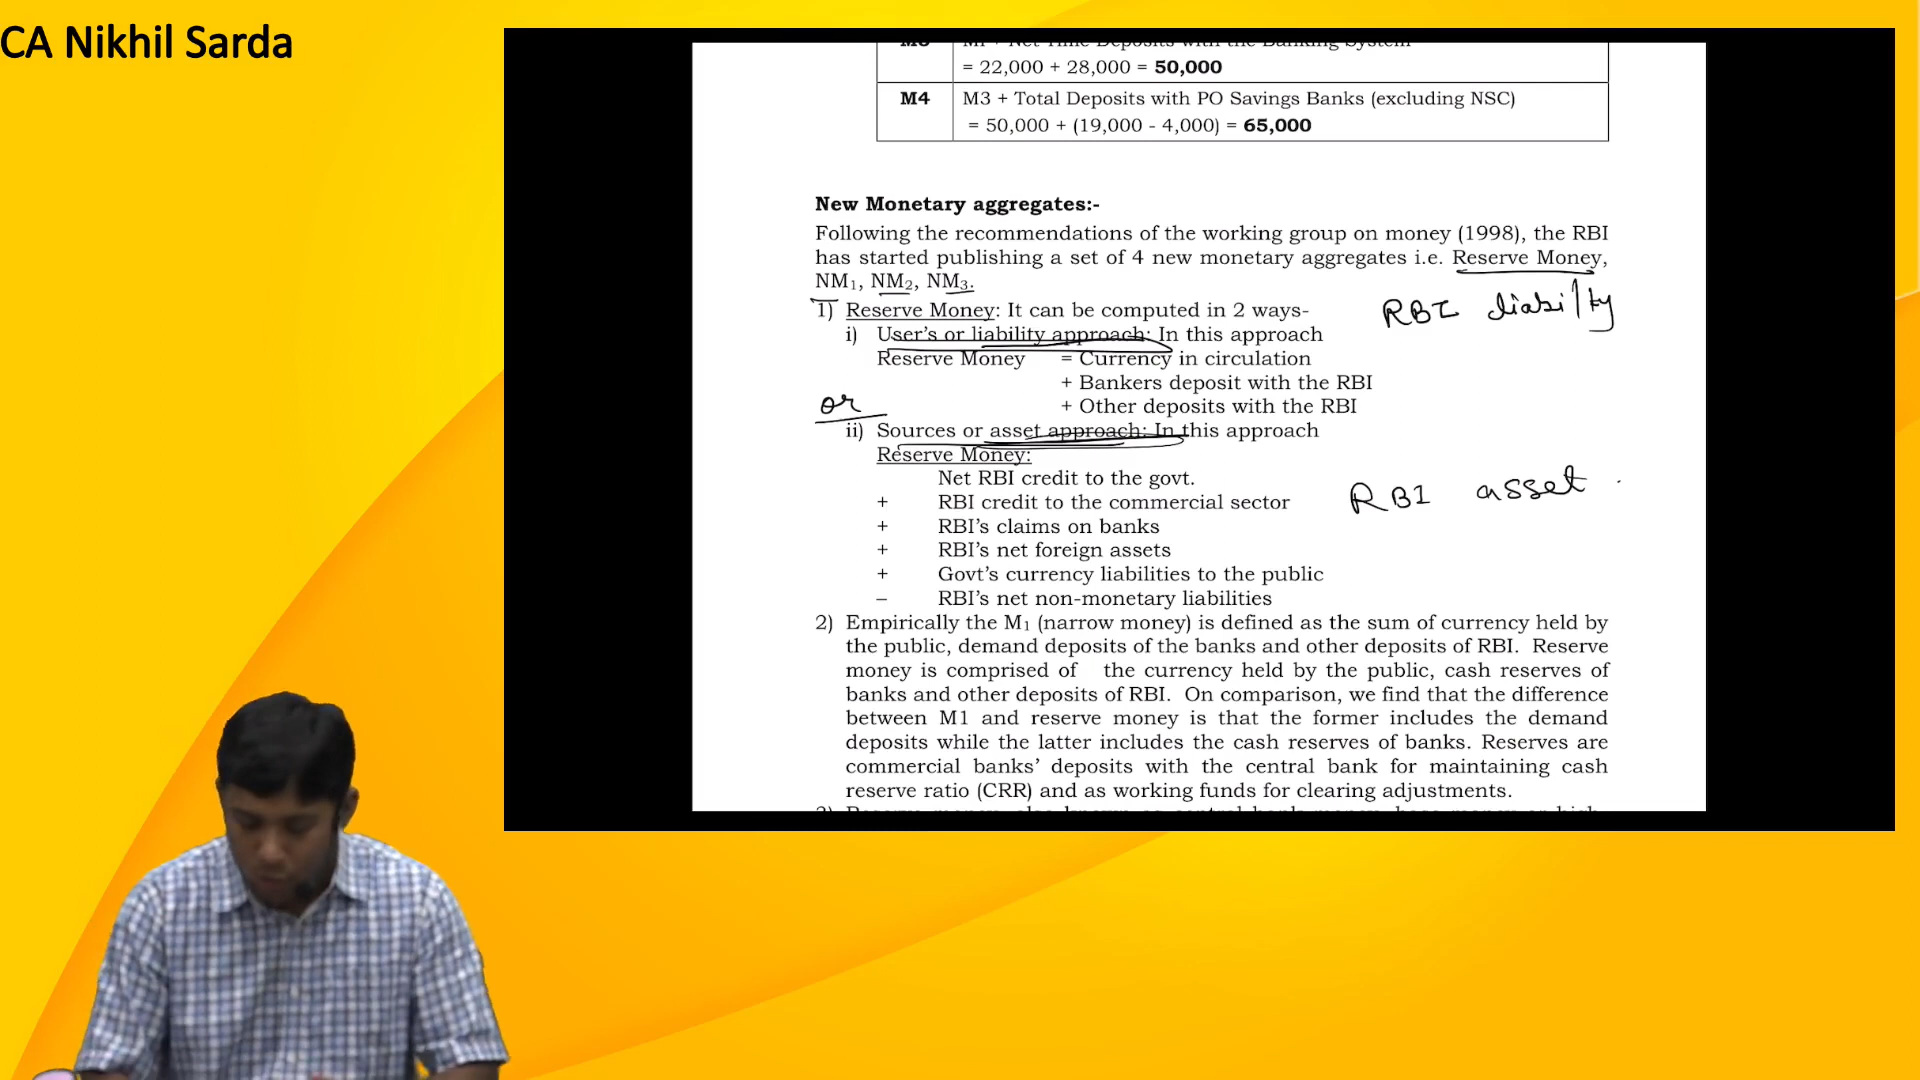 CA Nikhil Sarda
M3 M1 + Net Time Deposits with the Banking System
= 22,000 + 28,000 = 50,000
M4 M3 + Total Deposits with PO Savings Banks (excluding NSC)
= 50,000 + (19,000 - 4,000) = 65,000
New Monetary aggregates:-
Following the recommendations of the working group on money (1998), the RBI
has started publishing a set of 4 new monetary aggregates i.e. Reserve Money,
NM1, NM2, NM3.
1) Reserve Money: It can be computed in 2 ways-
RBI liability
i) User's or liability approach: In this approach
Reserve Money = Currency in circulation
+ Bankers deposit with the RBI
or
+ Other deposits with the RBI
ii) Sources or asset approach: In this approach
Reserve Money:
Net RBI credit to the govt.
RBI asset
+ RBI credit to the commercial sector
+ RBI's claims on banks
+ RBI's net foreign assets
+ Govt's currency liabilities to the public
– RBI's net non-monetary liabilities
2) Empirically the M1 (narrow money) is defined as the sum of currency held by
the public, demand deposits of the banks and other deposits of RBI. Reserve
money is comprised of the currency held by the public, cash reserves of
banks and other deposits of RBI. On comparison, we find that the difference
between M1 and reserve money is that the former includes the demand
deposits while the latter includes the cash reserves of banks. Reserves are
commercial banks' deposits with the central bank for maintaining cash
reserve ratio (CRR) and as working funds for clearing adjustments.